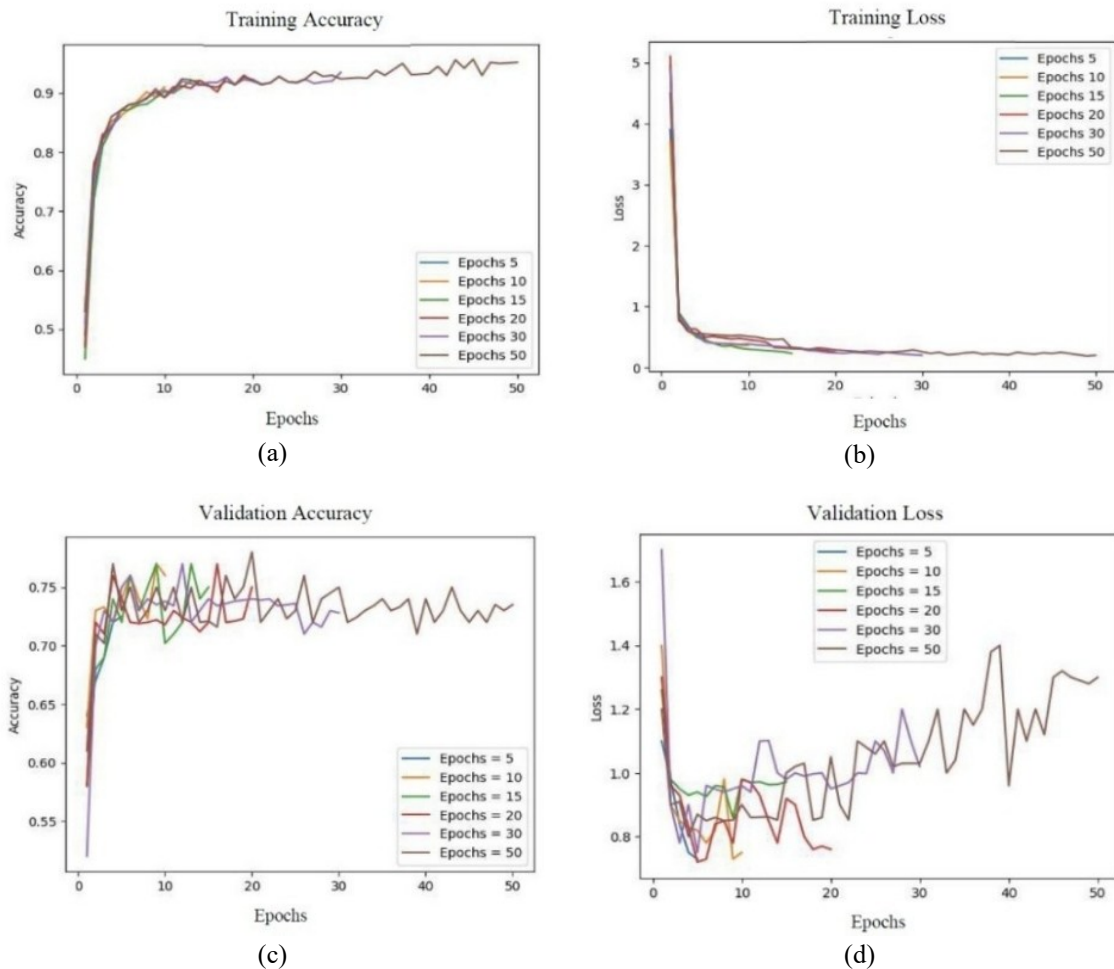 Training Accuracy
Accuracy
0.9
0.8
0.7
0.6
0.5
Epochs 5
Epochs 10
Epochs 15
Epochs 20
Epochs 30
Epochs 50
0 10 20 30 40 50
Epochs
(a)
Training Loss
Loss
5
4
3
2
1
0
Epochs 5
Epochs 10
Epochs 15
Epochs 20
Epochs 30
Epochs 50
0 10 20 30 40 50
Epochs
(b)
Validation Accuracy
Accuracy
0.75
0.70
0.65
0.60
0.55
Epochs = 5
Epochs = 10
Epochs = 15
Epochs = 20
Epochs = 30
Epochs = 50
0 10 20 30 40 50
Epochs
(c)
Validation Loss
Loss
1.6
1.4
1.2
1.0
0.8
Epochs = 5
Epochs = 10
Epochs = 15
Epochs = 20
Epochs = 30
Epochs = 50
0 10 20 30 40 50
Epochs
(d)